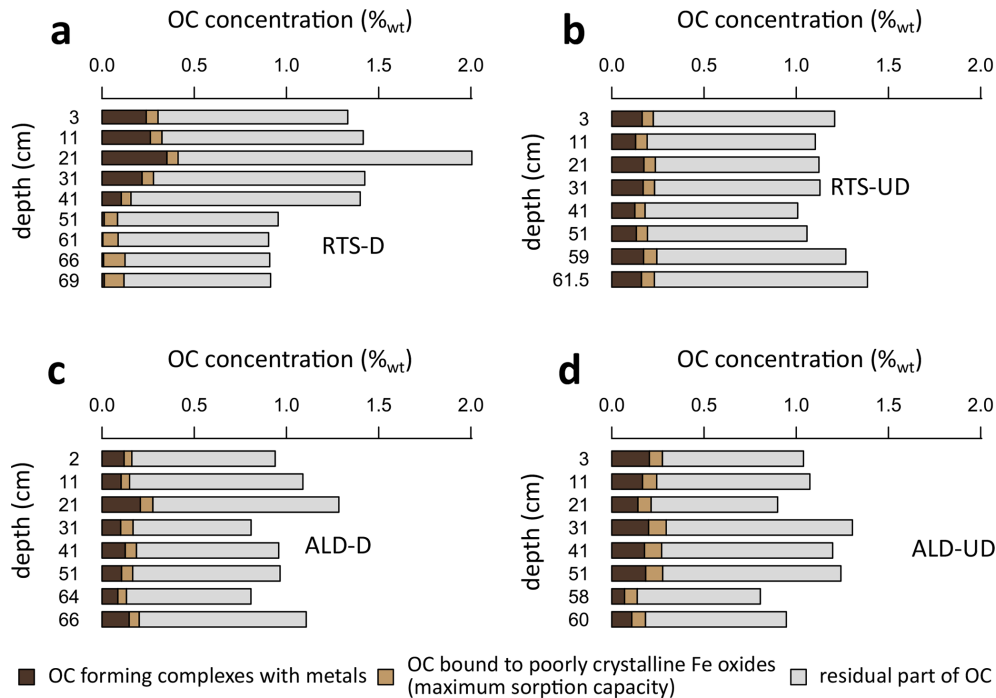 a
OC concentration (%wt)
0.0 0.5 1.0 1.5 2.0
depth (cm)
3
11
21
31
41
51
61
66
69
RTS-D
b
OC concentration (%wt)
0.0 0.5 1.0 1.5 2.0
depth (cm)
3
11
21
31
41
51
59
61.5
RTS-UD
c
OC concentration (%wt)
0.0 0.5 1.0 1.5 2.0
depth (cm)
2
11
21
31
41
51
64
66
ALD-D
d
OC concentration (%wt)
0.0 0.5 1.0 1.5 2.0
depth (cm)
3
11
21
31
41
51
58
60
ALD-UD
OC forming complexes with metals
OC bound to poorly crystalline Fe oxides
(maximum sorption capacity)
residual part of OC